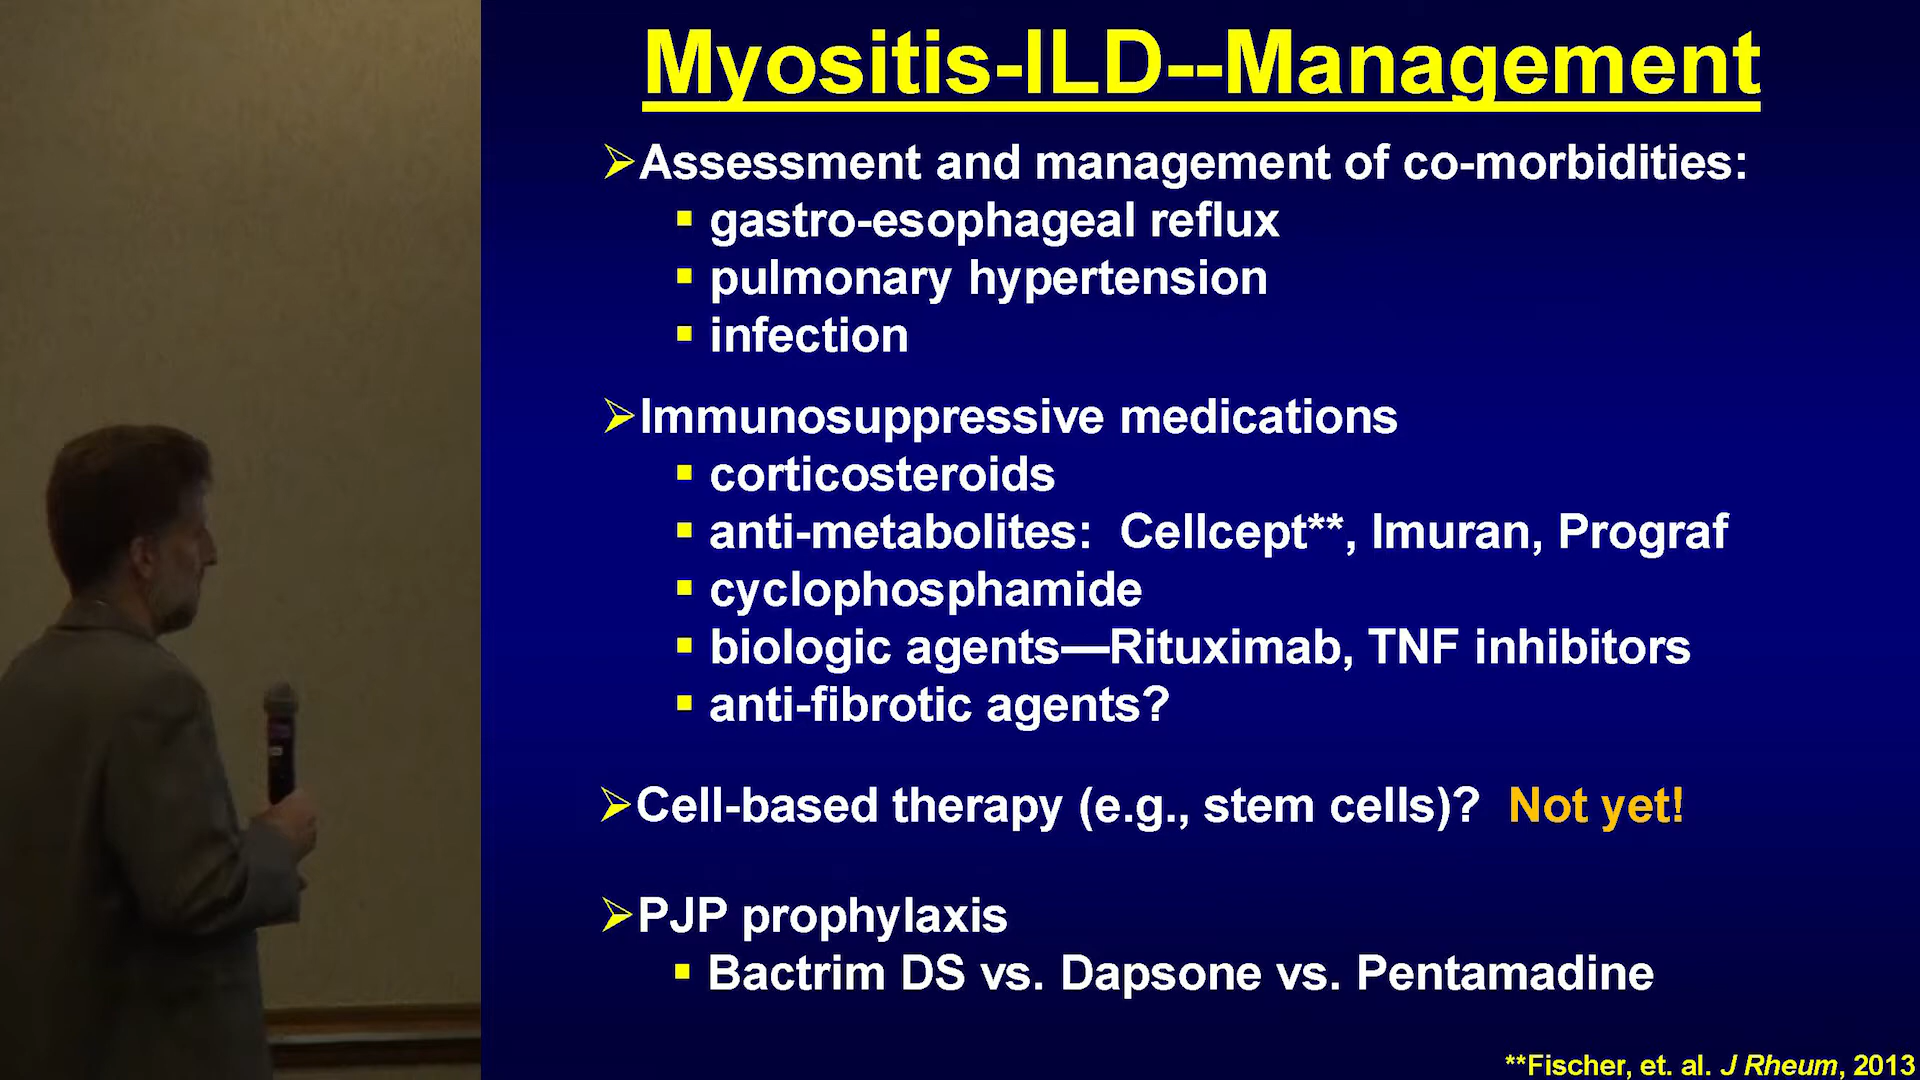 Myositis-ILD--Management
Assessment and management of co-morbidities:
gastro-esophageal reflux
pulmonary hypertension
infection
Immunosuppressive medications
corticosteroids
anti-metabolites: Cellcept**, Imuran, Prograf
cyclophosphamide
biologic agents—Rituximab, TNF inhibitors
anti-fibrotic agents?
Cell-based therapy (e.g., stem cells)? Not yet!
PJP prophylaxis
Bactrim DS vs. Dapsone vs. Pentamadine
**Fischer, et. al. J Rheum, 2013